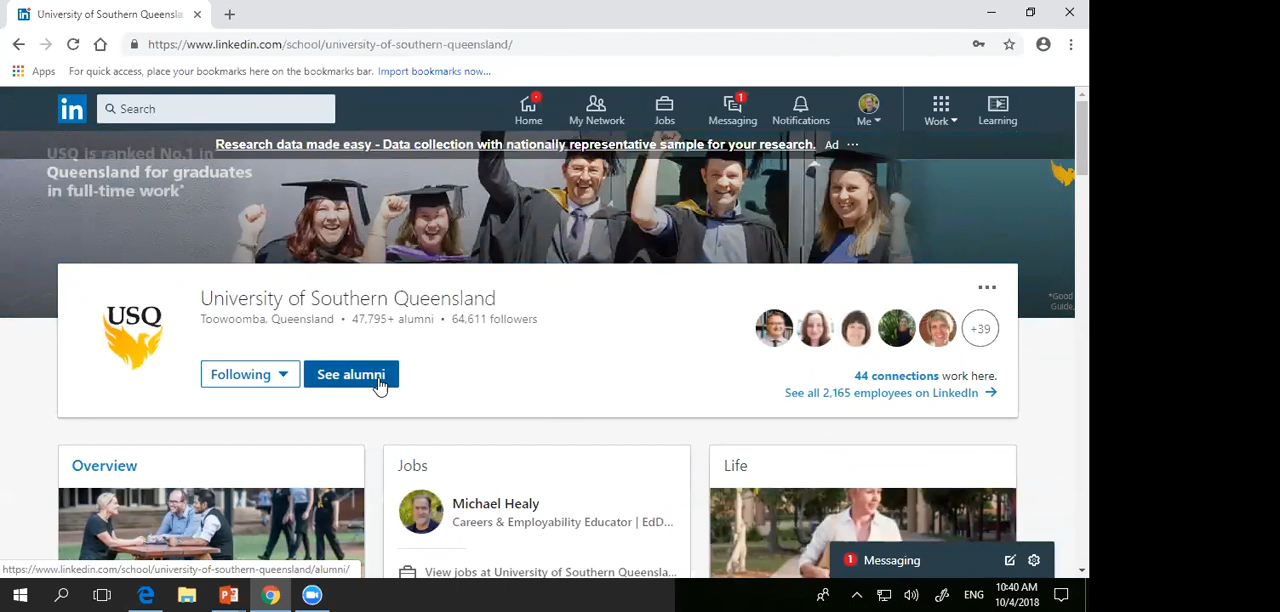 University of Southern Queensla
https://www.linkedin.com/school/university-of-southern-queensland/
Apps For quick access, place your bookmarks here on the bookmarks bar. Import bookmarks now...
in Search
Home My Network Jobs 1 Messaging Notifications Me Work Learning
Research data made easy - Data collection with nationally representative sample for your research. Ad ...
USQ is ranked No.1 in
Queensland for graduates
in full-time work*
*Good
Guide,
USQ
University of Southern Queensland
Toowoomba, Queensland • 47,795+ alumni • 64,611 followers
+39
Following See alumni
44 connections work here.
See all 2,165 employees on LinkedIn →
Overview
Jobs
Life
Michael Healy
Careers & Employability Educator | EdD...
View jobs at University of Southern Queensla...
1 Messaging
https://www.linkedin.com/school/university-of-southern-queensland/alumni/
ENG
10:40 AM
10/4/2018